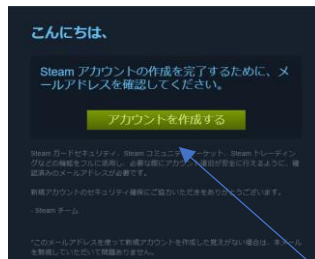 こんにちは、
Steam アカウントの作成を完了するために、メ
ールアドレスを確認してください。
アカウントを作成する
Steam ガードセキュリティ、Steam コミュニティマーケット、Steam トレーディン
グなどの機能をフルに活用し、必要な際にアカウント復旧が安全に行えるように、確
認済みのメールアドレスが必要です。
新規アカウントのセキュリティ確保にご協力いただきをありがとうございます。
- Steam チーム
*このメールアドレスを使って新規アカウントを作成した覚えがない場合は、本メール
を無視していただいて問題ありません。